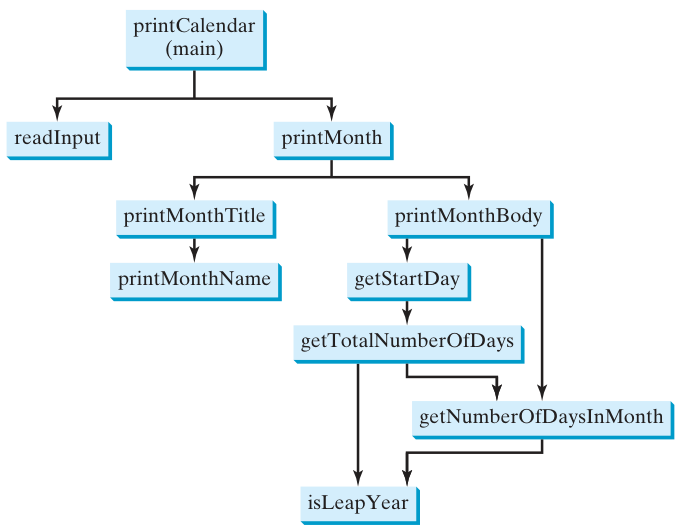 printCalendar
(main)
readInput
printMonth
printMonthTitle
printMonthBody
printMonthName
getStartDay
getTotalNumberOfDays
getNumberOfDaysInMonth
isLeapYear